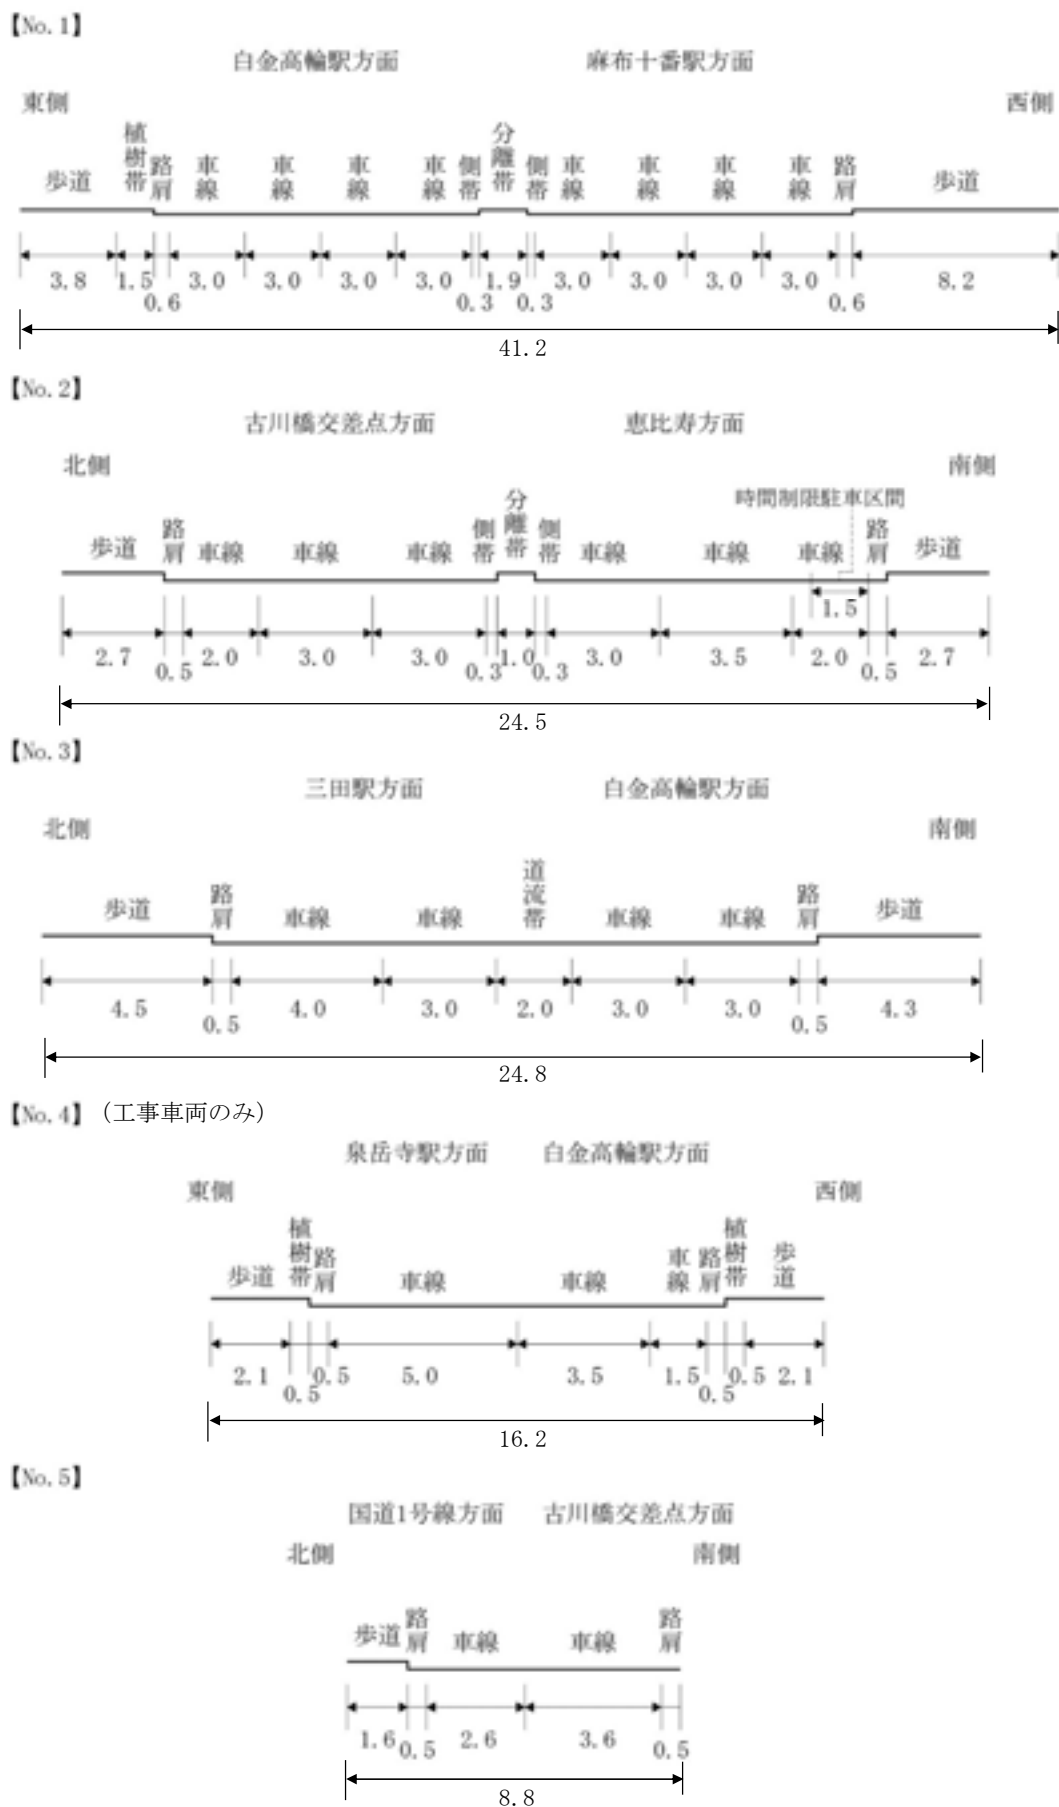 【No.1】
白金高輪駅方面 麻布十番駅方面
東側 西側
歩道 植樹帯 路肩 車線 車線 車線 車線 側帯 分離帯 側帯 車線 車線 車線 車線 路肩 歩道
3.8 1.5 3.0 3.0 3.0 3.0 1.9 3.0 3.0 3.0 3.0 8.2
0.6 0.3 0.3 0.6
41.2
【No.2】
古川橋交差点方面 恵比寿方面
北側 南側
時間制限駐車区間
歩道 路肩 車線 車線 車線 側帯 分離帯 側帯 車線 車線 車線 路肩 歩道
1.5
2.7 2.0 3.0 3.0 1.0 3.0 3.5 2.0 2.7
0.5 0.3 0.3 0.5
24.5
【No.3】
三田駅方面 白金高輪駅方面
北側 南側
歩道 路肩 車線 車線 道流帯 車線 車線 路肩 歩道
4.5 4.0 3.0 2.0 3.0 3.0 4.3
0.5 0.5
24.8
【No.4】（工事車両のみ）
泉岳寺駅方面 白金高輪駅方面
東側 西側
歩道 植樹帯 路肩 車線 車線 車線 路肩 植樹帯 歩道
2.1 0.5 5.0 3.5 1.5 0.5 2.1
0.5 0.5
16.2
【No.5】
国道1号線方面 古川橋交差点方面
北側 南側
歩道 路肩 車線 車線 路肩
1.6 2.6 3.6
0.5 0.5
8.8